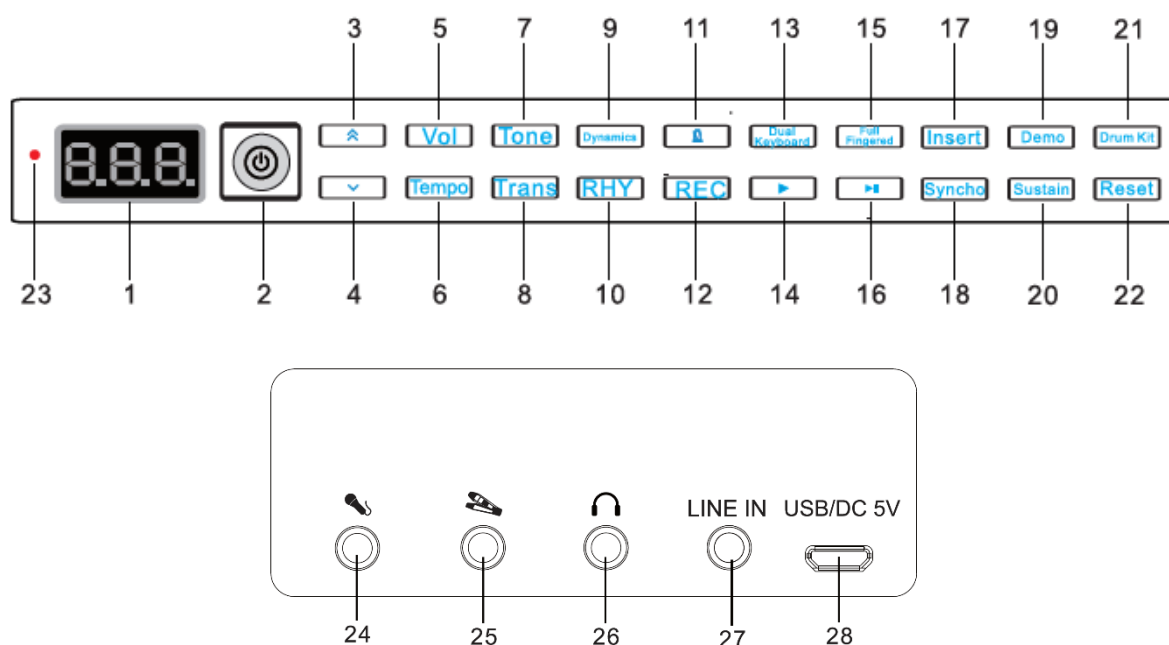 3 5 7 9 11 13 15 17 19 21
8.8.8. Vol Tone Dynamics Dual Keyboard Full Fingered Insert Demo Drum Kit
Tempo Trans RHY REC Syncho Sustain Reset
23 1 2 4 6 8 10 12 14 16 18 20 22
LINE IN USB/DC 5V
24 25 26 27 28